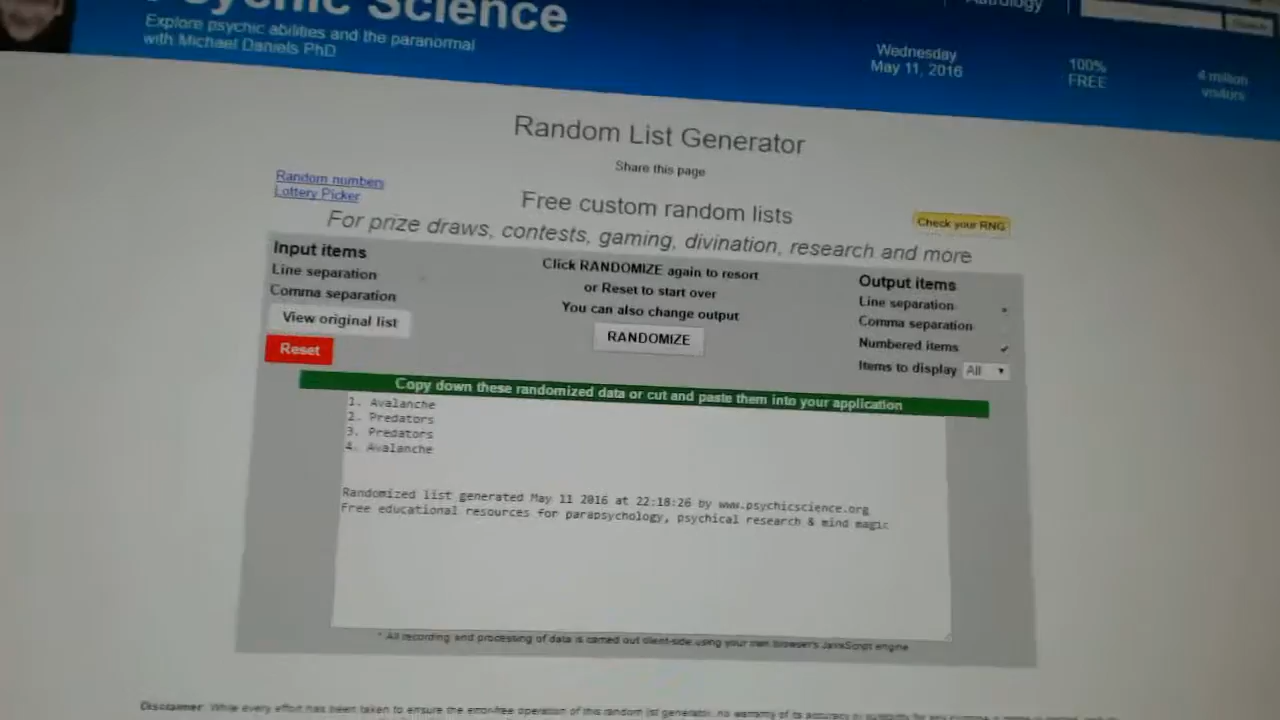 Psychic Science
Explore psychic abilities and the paranormal
with Michael Daniels PhD
Astrology
Wednesday
May 11, 2016
100%
FREE
4 million
visitors
Random List Generator
Share this page
Random numbers
Lottery Picker
Free custom random lists
Check your RNG
For prize draws, contests, gaming, divination, research and more
Input items
Line separation
Comma separation
View original list
Reset
Click RANDOMIZE again to resort
or Reset to start over
You can also change output
RANDOMIZE
Output items
Line separation
Comma separation
Numbered items
Items to display All
Copy down these randomized data or cut and paste them into your application
1. Avalanche
2. Predators
3. Predators
4. Avalanche
Randomized list generated May 11 2016 at 22:18:26 by www.psychicscience.org
Free educational resources for parapsychology, psychical research & mind magic
* All recording and processing of data is carried out client-side using your own browser's JavaScript engine
Disclaimer: While every effort has been taken to ensure the error-free operation of this random list generator, no warranty of its accuracy or